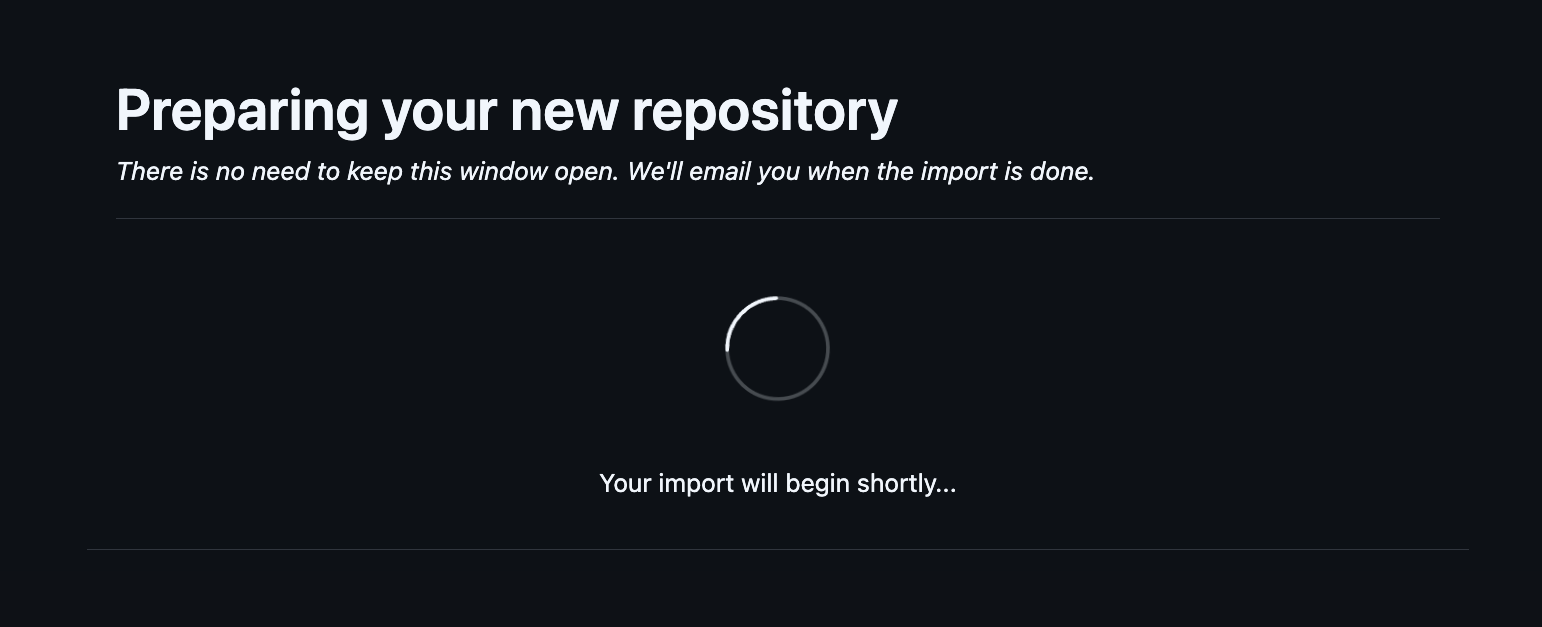 Preparing your new repository
There is no need to keep this window open. We'll email you when the import is done.
Your import will begin shortly...